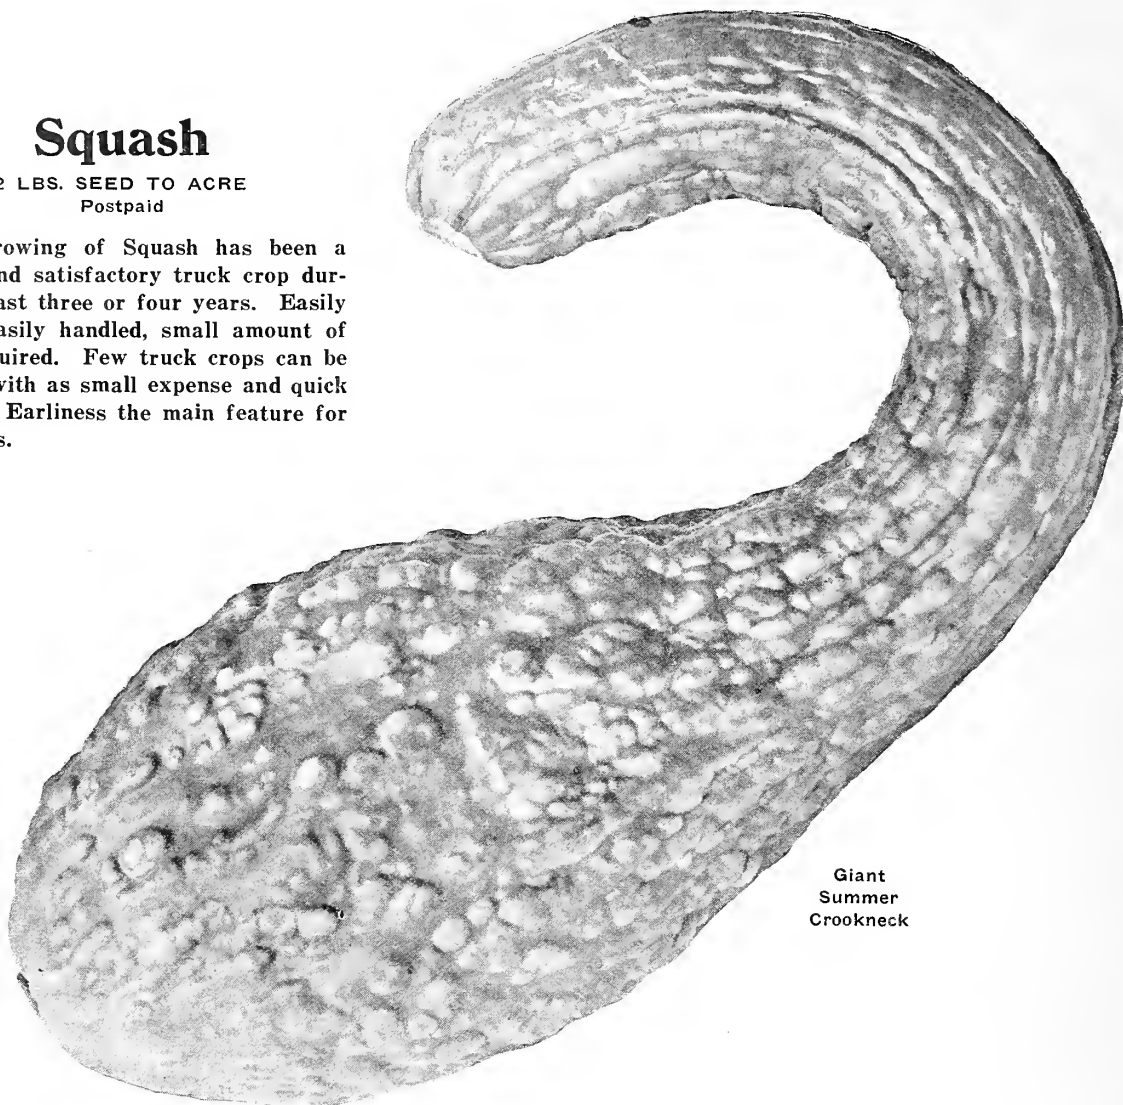 Squash
2 LBS. SEED TO ACRE
Postpaid
rowing of Squash has been a
nd satisfactory truck crop dur-
ast three or four years. Easily
asily handled, small amount of
uired. Few truck crops can be
with as small expense and quick
Earliness the main feature for
s.
Giant
Summer
Crookneck